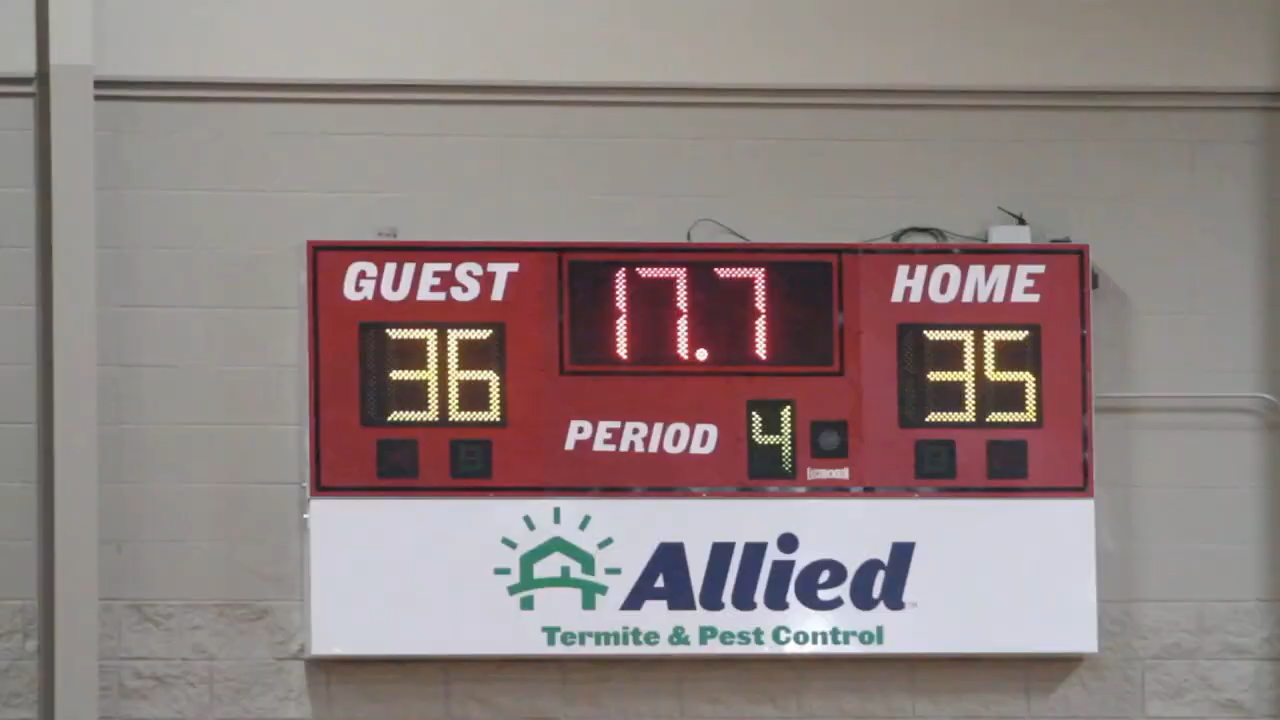 GUEST
17.7
HOME
36
35
PERIOD
4
Allied
Termite & Pest Control